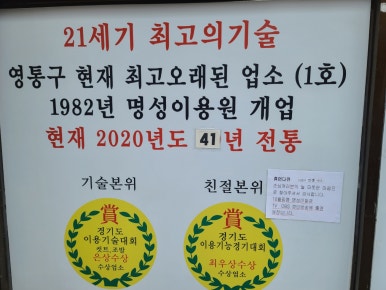 21세기 최고의기술
영통구 현재 최고오래된 업소 (1호)
1982년 명성이용원 개업
현재 2020년도 41년 전통
기술본위
친절본위
賞
경기도
이용기술대회
컷트.조발
은상수상
수상업소
賞
경기도
이용기능경기대회
최우상수상
수상업소